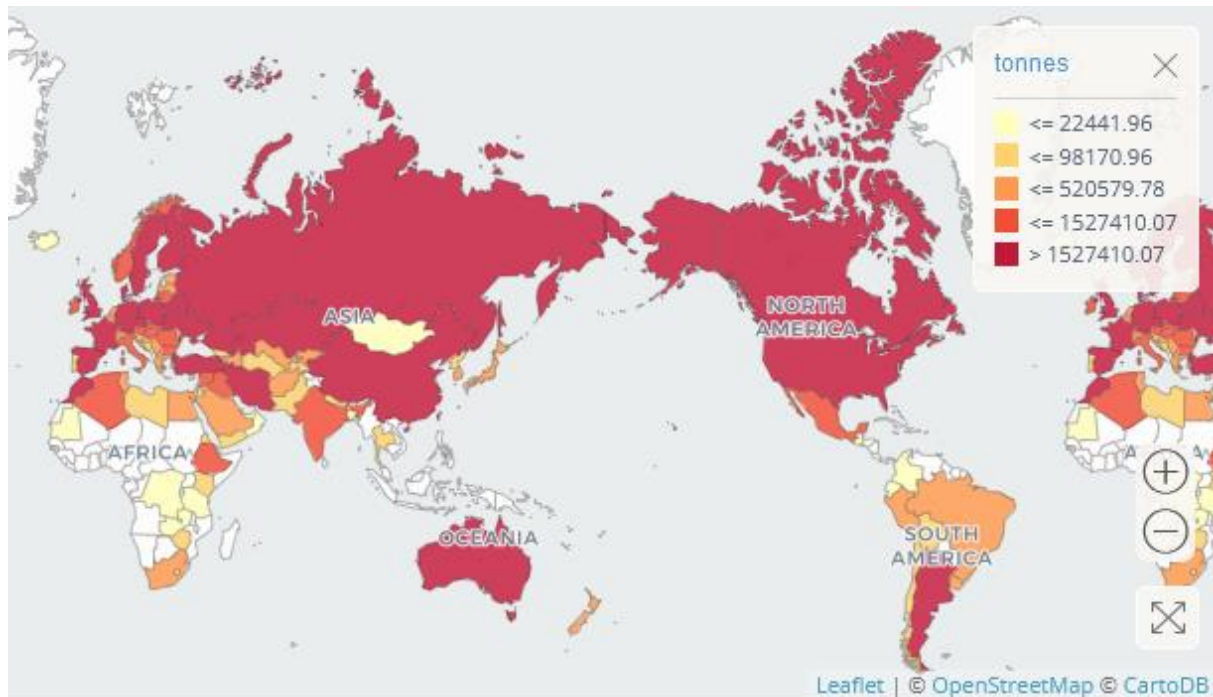 tonnes
<= 22441.96
<= 98170.96
<= 520579.78
<= 1527410.07
> 1527410.07
ASIA
NORTH
AMERICA
AFRICA
OCEANIA
SOUTH
AMERICA
Leaflet | © OpenStreetMap © CartoDB